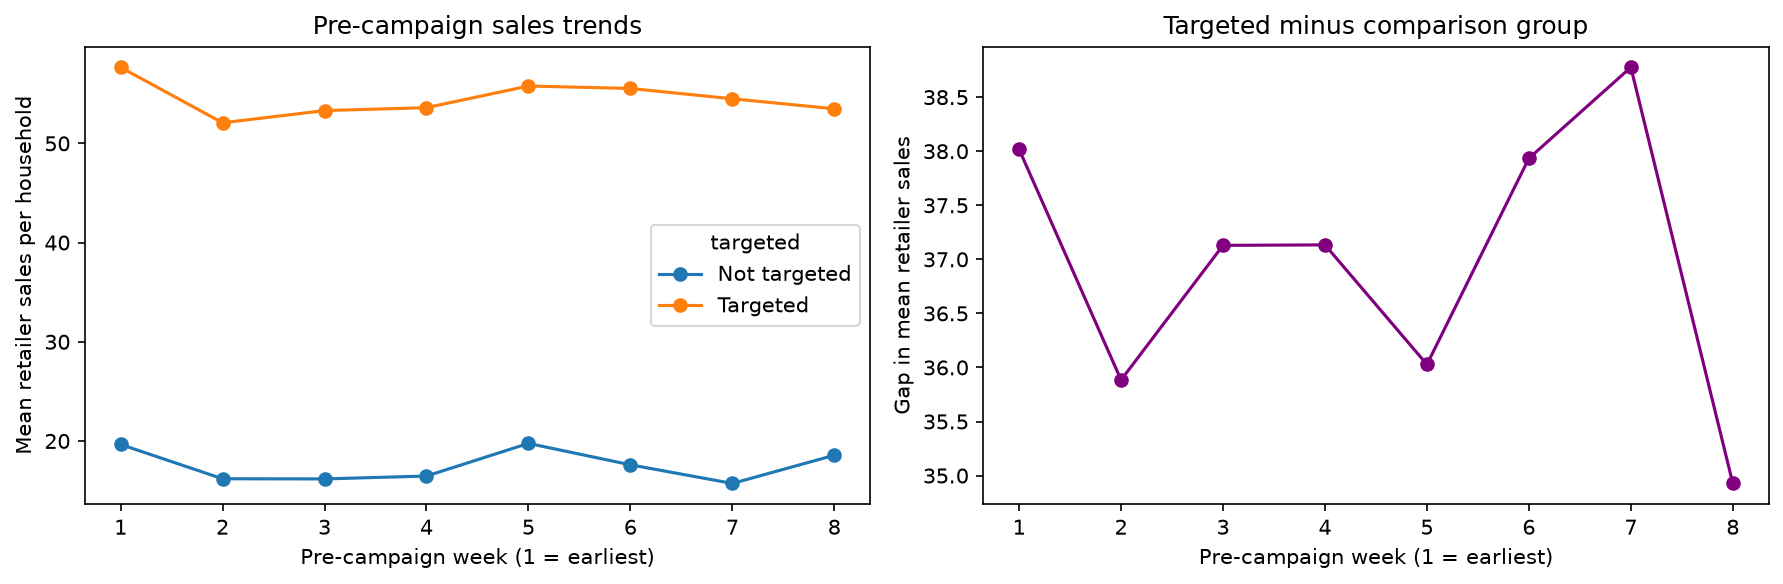 Pre-campaign sales trends
Mean retailer sales per household
50
40
30
20
targeted
Not targeted
Targeted
1 2 3 4 5 6 7 8
Pre-campaign week (1 = earliest)
Targeted minus comparison group
Gap in mean retailer sales
38.5
38.0
37.5
37.0
36.5
36.0
35.5
35.0
1 2 3 4 5 6 7 8
Pre-campaign week (1 = earliest)